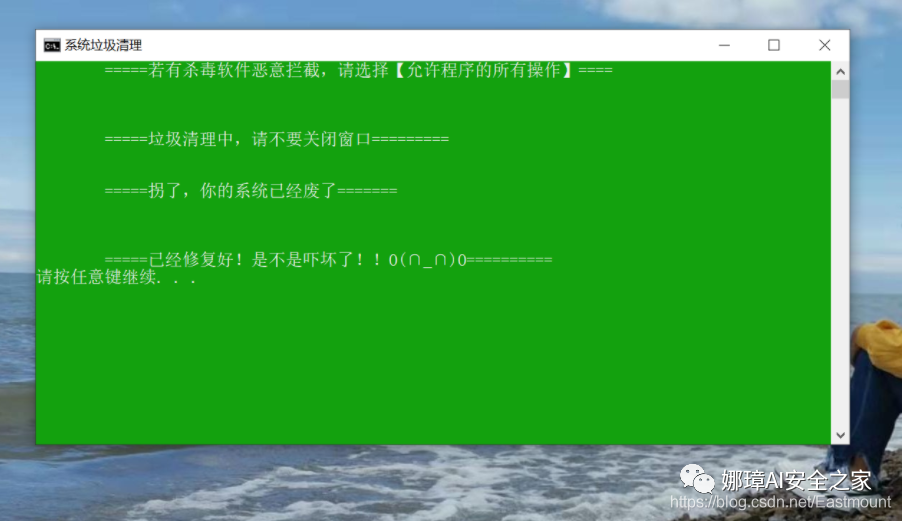 系统垃圾清理
=====若有杀毒软件恶意拦截，请选择【允许程序的所有操作】====
=====垃圾清理中，请不要关闭窗口=========
=====拐了，你的系统已经废了=======
=====已经修复好！是不是吓坏了！！O(∩_∩)O==========
请按任意键继续. . .
娜璋AI安全之家
https://blog.csdn.net/Eastmount